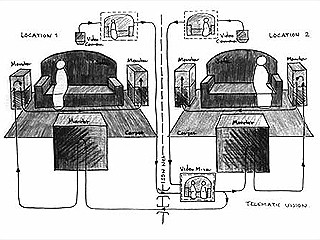 LOCATION 1
LOCATION 2
Video
Camera
Video
Camera
Monitor
Monitor
Monitor
Monitor
Monitor
Monitor
Carpet
Carpet
ISDN
Video Mixer
TELEMATIC VISION.